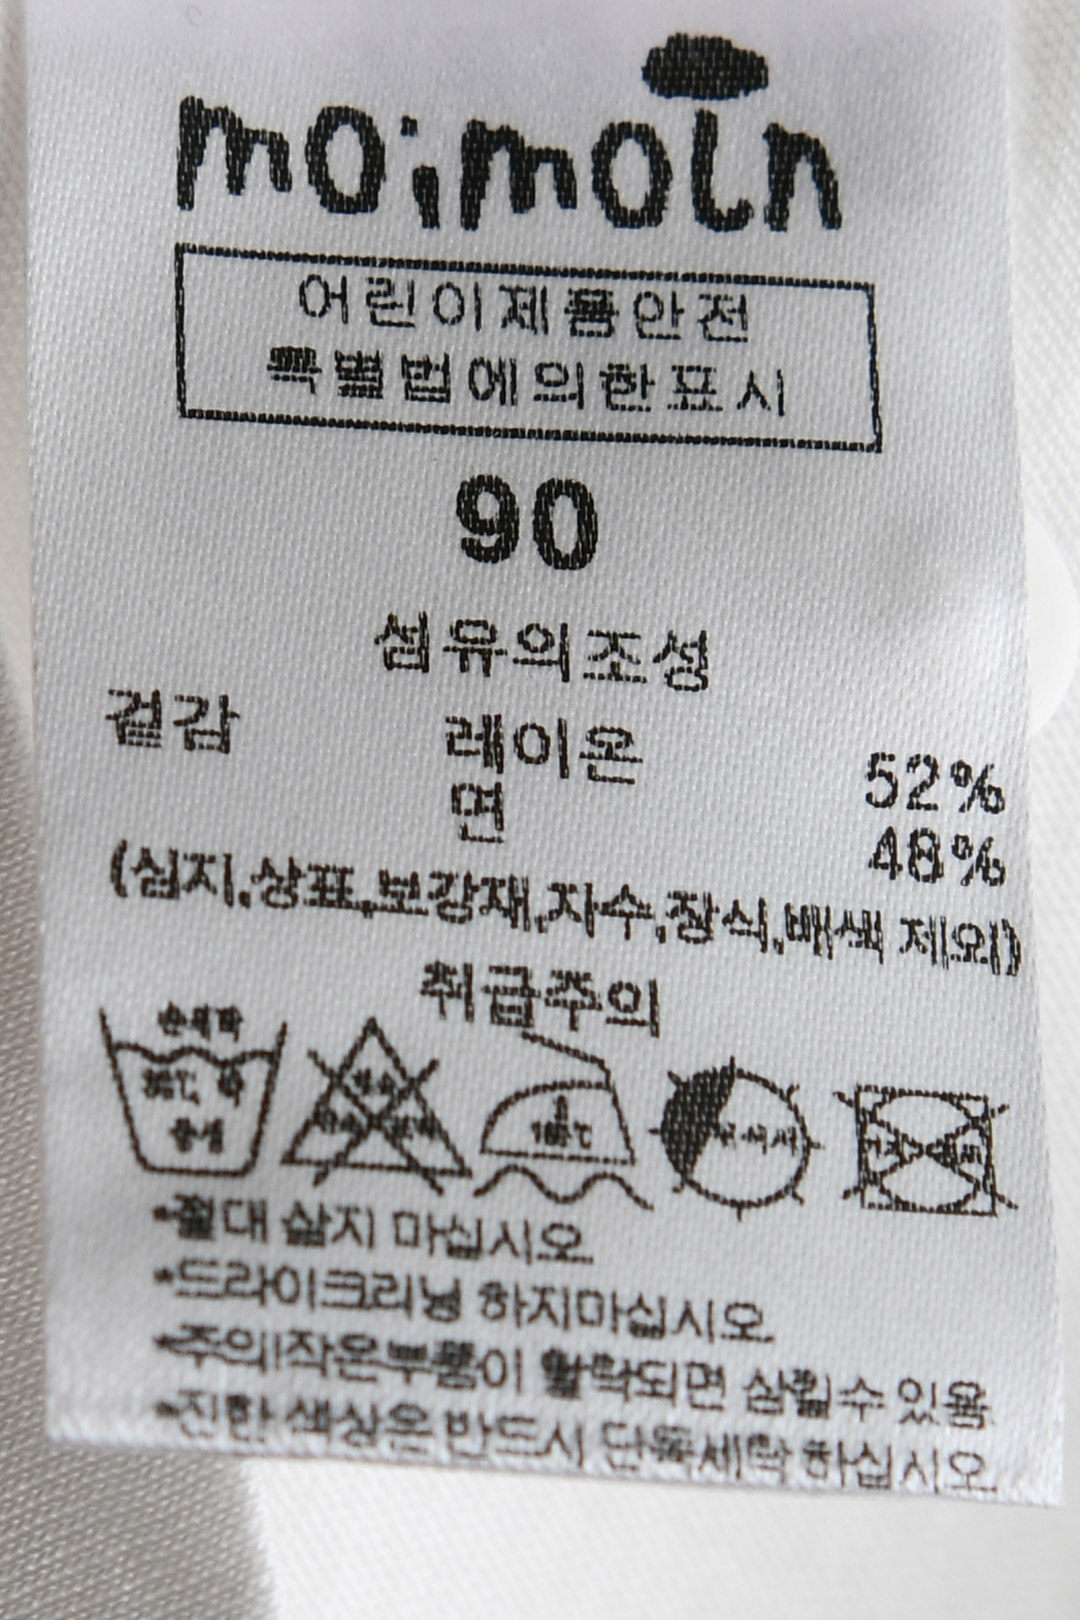 moimoln
어린이제품안전
특별법에의한표시
90
섬유의조성
겉감 레이온 52%
면 48%
(심지,상표,보강재,자수,장식,배색 제외)
취급주의
손세탁
30℃
중성
*절대 삶지 마십시오
*드라이크리닝 하지마십시오
*주의!작은부품이 탈락되면 삼킬수 있음
*진한 색상은 반드시 단독세탁 하십시오